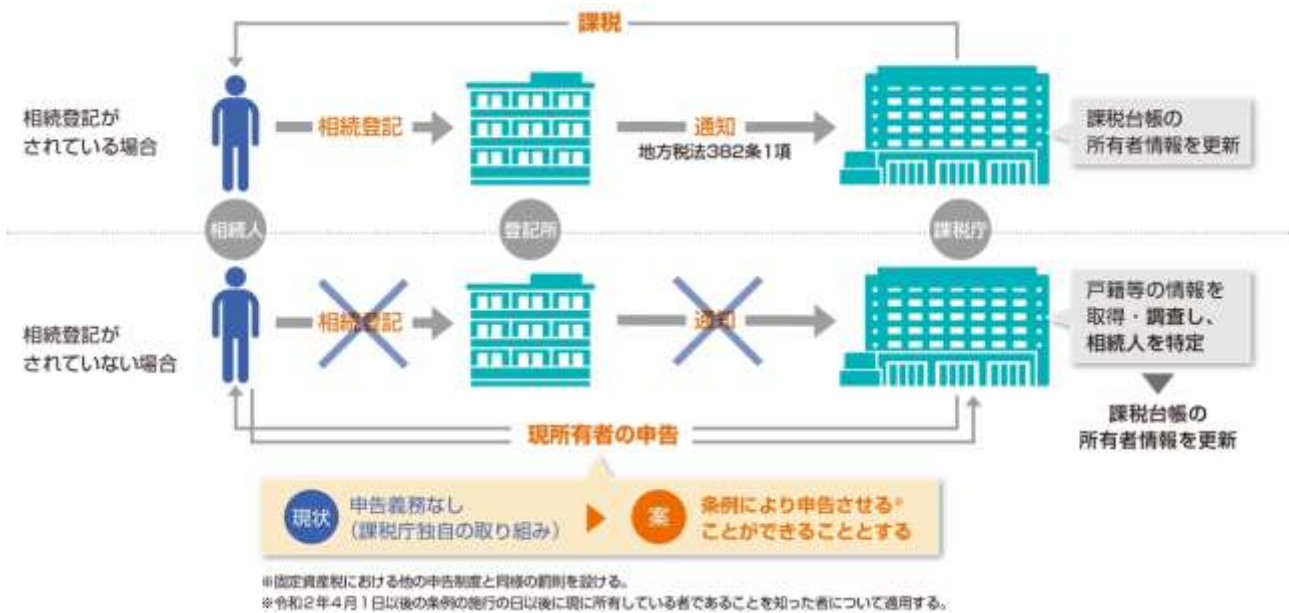 課税
相続登記が
されている場合
相続登記
通知
地方税法382条1項
課税台帳の
所有者情報を更新
相続人
登記所
課税庁
相続登記が
されていない場合
相続登記
通知
戸籍等の情報を
取得・調査し、
相続人を特定
課税台帳の
所有者情報を更新
現所有者の申告
現状
申告義務なし
(課税庁独自の取り組み)
案
条例により申告させる※
ことができることとする
※固定資産税における他の申告制度と同様の罰則を設ける。
※令和2年4月1日以後の条例の施行の日以後に現に所有している者であることを知った者について適用する。